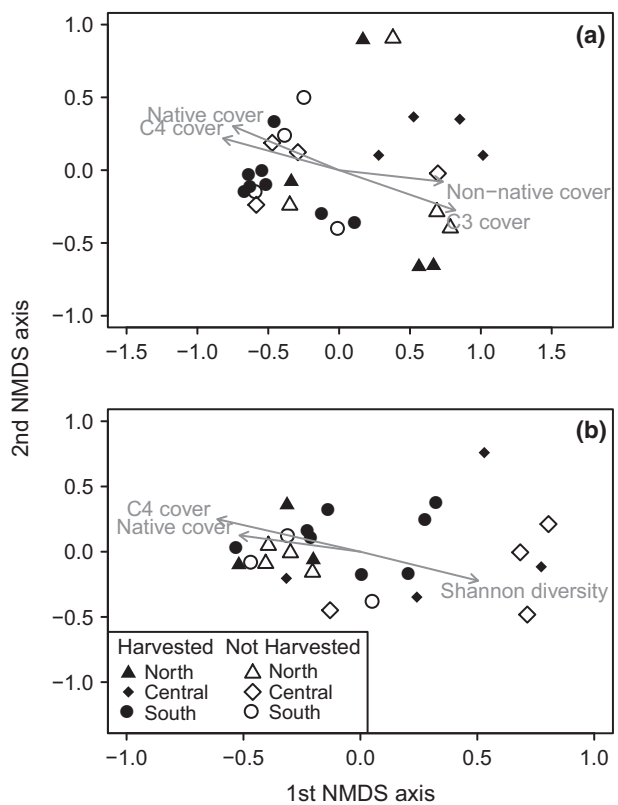 (a)
1.0
0.5
0.0
−0.5
−1.0
Native cover
C4 cover
Non−native cover
C3 cover
−1.5 −1.0 −0.5 0.0 0.5 1.0 1.5
2nd NMDS axis
(b)
1.0
0.5
0.0
−0.5
−1.0
C4 cover
Native cover
Shannon diversity
Harvested Not Harvested
North North
Central Central
South South
−1.0 −0.5 0.0 0.5 1.0
1st NMDS axis